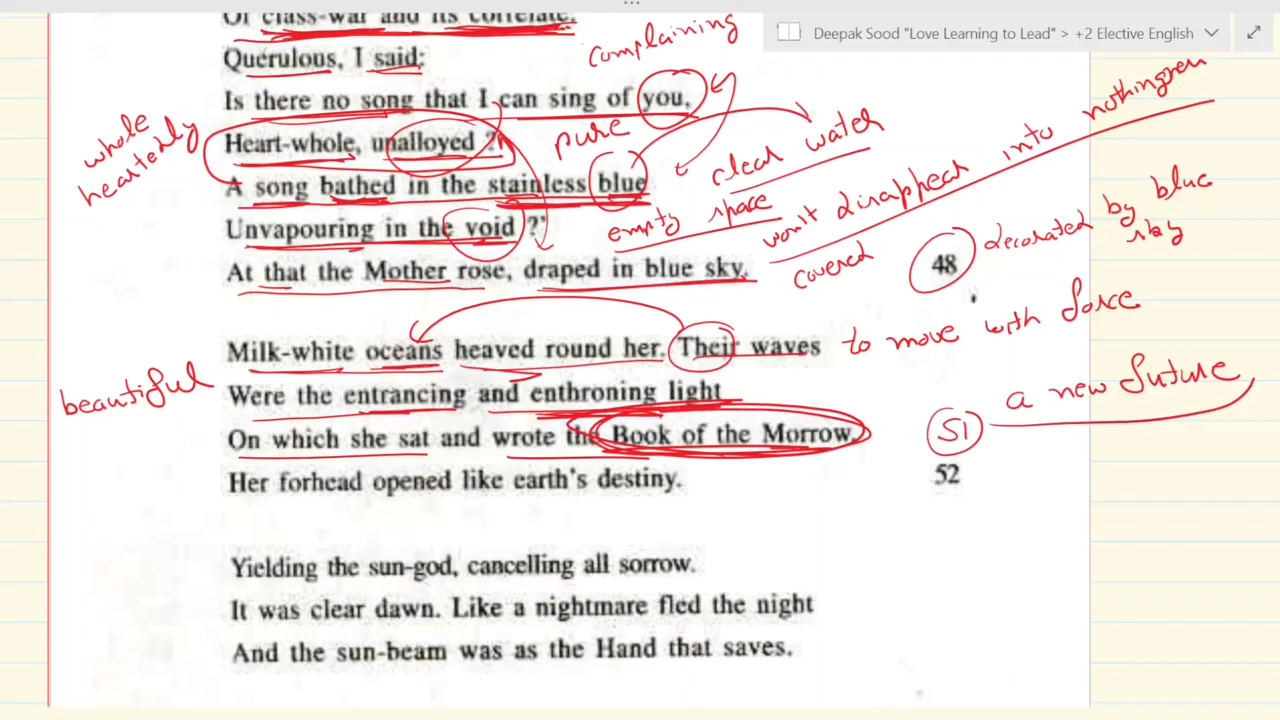 Deepak Sood "Love Learning to Lead" > +2 Elective English
Of class-war and its correlate.
complaining
Querulous, I said:
Is there no song that I can sing of you,
whole
heartedly
Heart-whole, unalloyed ?
pure
clear water
won't disappear into nothingness
A song bathed in the stainless blue
empty space
Unvapouring in the void ?'
At that the Mother rose, draped in blue sky.
covered
48
decorated by blue
sky
Milk-white oceans heaved round her. Their waves
to move with force
beautiful
Were the entrancing and enthroning light
a new future
On which she sat and wrote the Book of the Morrow.
51
Her forhead opened like earth's destiny.
52
Yielding the sun-god, cancelling all sorrow.
It was clear dawn. Like a nightmare fled the night
And the sun-beam was as the Hand that saves.